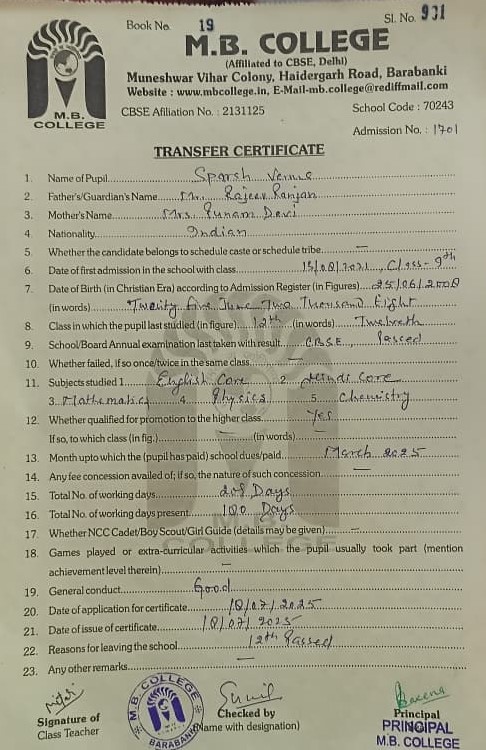 Book No. 19
Sl. No. 931
M.B. COLLEGE
(Affiliated to CBSE, Delhi)
Muneshwar Vihar Colony, Haidergarh Road, Barabanki
Website : www.mbcollege.in, E-Mail-mb.college@rediffmail.com
M.B.
COLLEGE
CBSE Afiliation No. : 2131125
School Code : 70243
Admission No. : 1701
TRANSFER CERTIFICATE
1. Name of Pupil Sparsh Verma
2. Father's/Guardian's Name Mr. Rajeev Ranjan
3. Mother's Name Mrs. Punam Devi
4. Nationality Indian
5. Whether the candidate belongs to schedule caste or schedule tribe —
6. Date of first admission in the school with class 15/08/2021, Class-9th
7. Date of Birth (in Christian Era) according to Admission Register (in Figures) 25/06/2008
(in words) Twenty five June Two Thousand Eight
8. Class in which the pupil last studied (in figure) 12th (in words) Twelveth
9. School/Board Annual examination last taken with result CBSE, Passed
10. Whether failed, if so once/twice in the same class —
11. Subjects studied 1. English Core 2. Hindi Core
3. Mathematics 4. Physics 5. Chemistry
12. Whether qualified for promotion to the higher class Yes
If so, to which class (in fig.) — (in words) —
13. Month upto which the (pupil has paid) school dues/paid March 2025
14. Any fee concession availed of; if so, the nature of such concession —
15. Total No. of working days 208 Days
16. Total No. of working days present 190 Days
17. Whether NCC Cadet/Boy Scout/Girl Guide (details may be given) —
18. Games played or extra-curricular activities which the pupil usually took part (mention
achievement level therein) —
19. General conduct Good
20. Date of application for certificate 18/07/2025
21. Date of issue of certificate 18/07/2025
22. Reasons for leaving the school 12th Passed
23. Any other remarks —
Signature of
Class Teacher
M.B. COLLEGE
BARABANKI
Sunil
Checked by
(Name with designation)
Principal
PRINCIPAL
M.B. COLLEGE